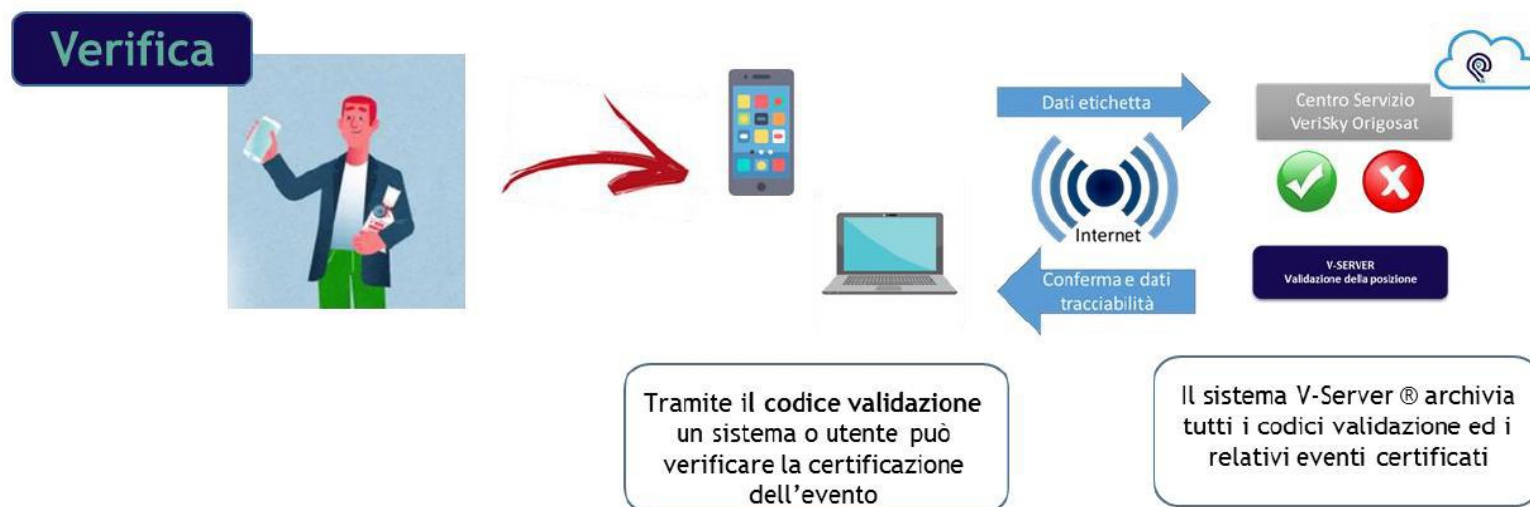 Verifica
Dati etichetta
Centro Servizio
VeriSky Origosat
Internet
Conferma e dati
tracciabilità
V-SERVER
Validazione della posizione
Tramite il codice validazione
un sistema o utente può
verificare la certificazione
dell'evento
Il sistema V-Server ® archivia
tutti i codici validazione ed i
relativi eventi certificati